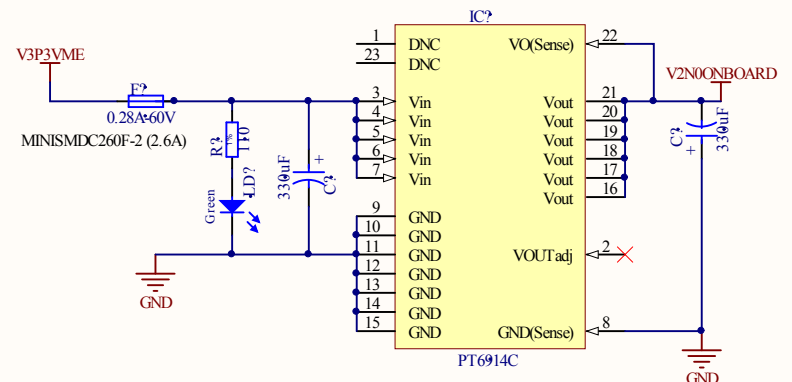 IC?
V3P3VME
F?
0.28A-60V
MINISMDC260F-2 (2.6A)
R?
1%
110
Green
LD?
330uF
+
C?
GND
1 DNC
23 DNC
3 Vin
4 Vin
5 Vin
6 Vin
7 Vin
9 GND
10 GND
11 GND
12 GND
13 GND
14 GND
15 GND
VO(Sense) 22
Vout 21
Vout 20
Vout 19
Vout 18
Vout 17
Vout 16
VOUTadj 2
GND(Sense) 8
PT6914C
V2N0ONBOARD
C?
+
330uF
GND